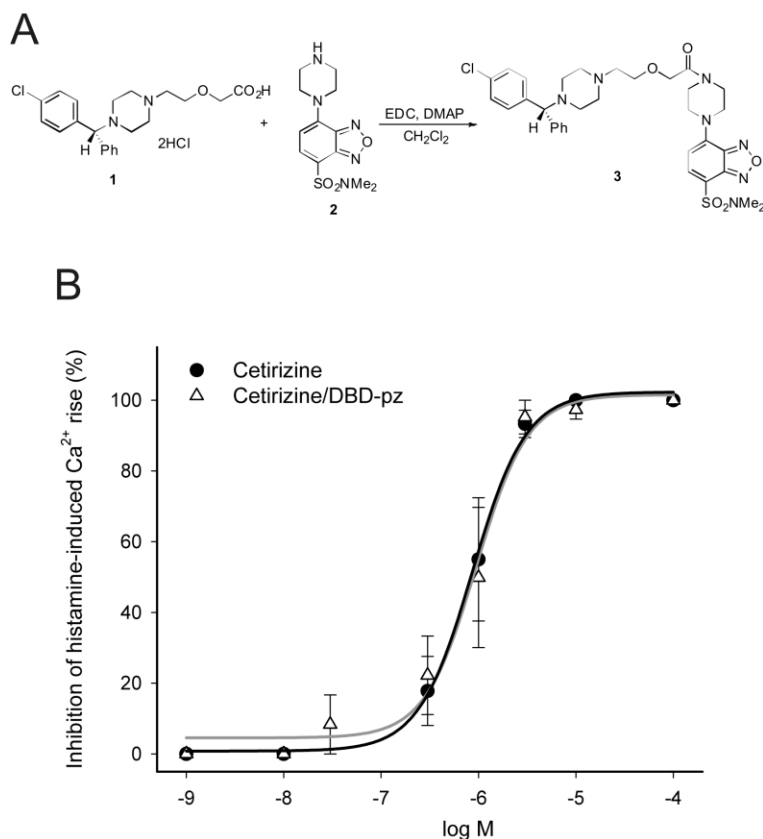 A
Cl
N
N
O
CO2H
H
Ph
2HCl
1
+
H
N
N
N
O
N
SO2NMe2
2
EDC, DMAP
CH2Cl2
Cl
N
N
O
O
N
H
Ph
N
N
O
N
SO2NMe2
3
B
Inhibition of histamine-induced Ca2+ rise (%)
Cetirizine
Cetirizine/DBD-pz
100
80
60
40
20
0
-9 -8 -7 -6 -5 -4
log M